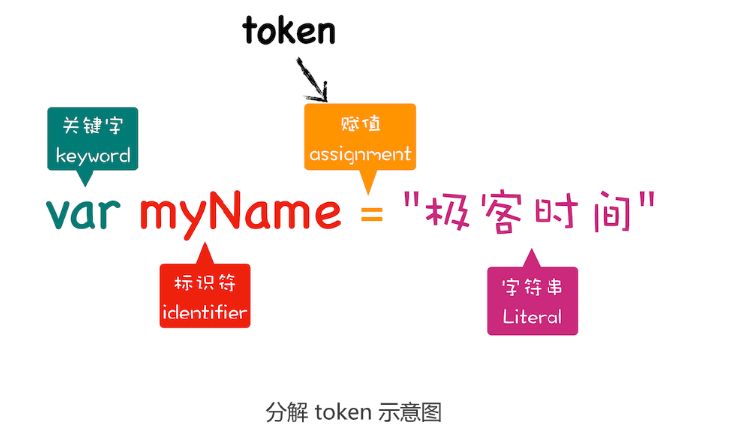 token
关键字
keyword
赋值
assignment
var myName = "极客时间"
标识符
identifier
字符串
Literal
分解 token 示意图